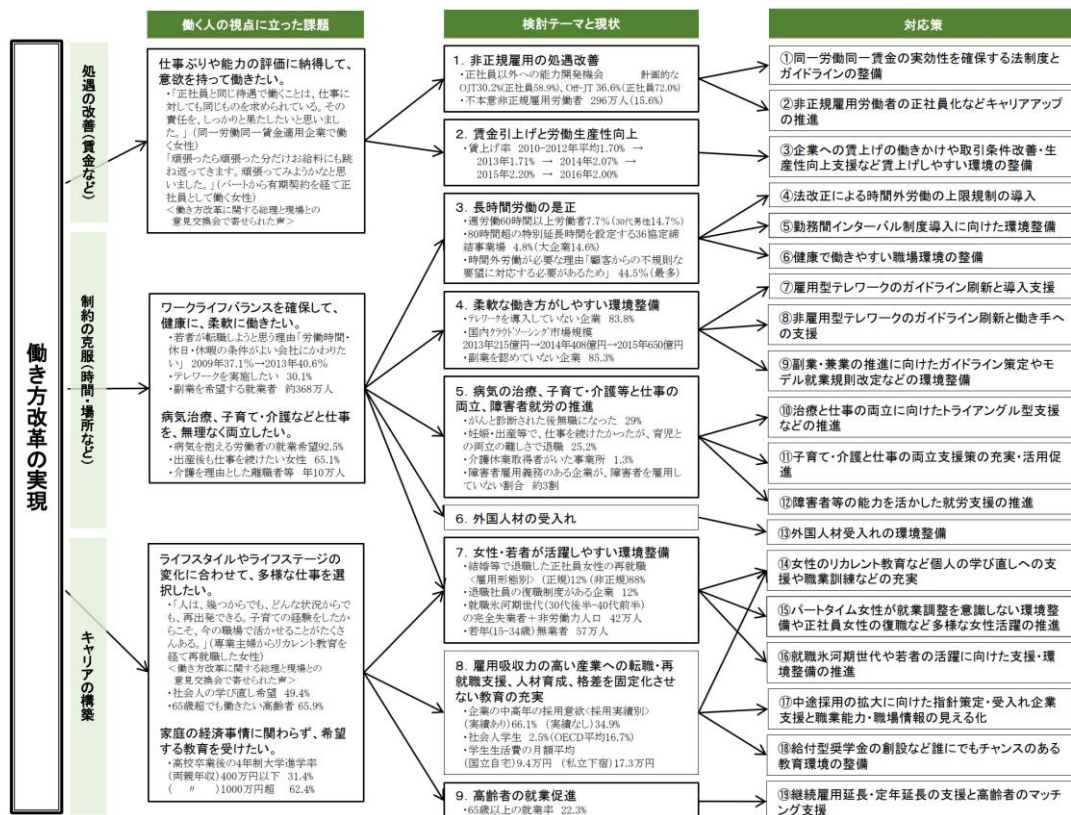 働く人の視点に立った課題
検討テーマと現状
対応策
働き方改革の実現
処遇の改善(賃金など)
制約の克服(時間・場所など)
キャリアの構築
仕事ぶりや能力の評価に納得して、
意欲を持って働きたい。
・「正社員と同じ待遇で働くことは、仕事に
対しても同じものを求められている。その
責任を、しっかりと果たしたいと思いまし
た。」(同一労働同一賃金適用企業で働
く女性)
「頑張ったら頑張った分だけお給料にも跳
ね返ってきます。頑張ってみようかなと思
いました。」(パートから有期契約を経て正
社員として働く女性)
<働き方改革に関する総理と現場との
意見交換会で寄せられた声>
ワークライフバランスを確保して、
健康に、柔軟に働きたい。
・若者が転職しようと思う理由「労働時間・
休日・休暇の条件がよい会社にかわりた
い」 2009年37.1%→2013年40.6%
・テレワークを実施したい 30.1%
・副業を希望する就業者 約368万人
病気治療、子育て・介護などと仕事
を、無理なく両立したい。
・病気を抱える労働者の就業希望92.5%
・出産後も仕事を続けたい女性 65.1%
・介護を理由とした離職者等 年10万人
ライフスタイルやライフステージの
変化に合わせて、多様な仕事を選
択したい。
・「人は、幾つからでも、どんな状況からで
も、再出発できる。子育ての経験をしたか
らこそ、今の職場で活かせることがたくさ
んある。」(専業主婦からリカレント教育を
経て再就職した女性)
<働き方改革に関する総理と現場との
意見交換会で寄せられた声>
・社会人の学び直し希望 49.4%
・65歳超でも働きたい高齢者 65.9%
家庭の経済事情に関わらず、希望
する教育を受けたい。
・高校卒業後の4年制大学進学率
(両親年収)400万円以下 31.4%
( 〃 )1000万円超 62.4%
1.非正規雇用の処遇改善
・正社員以外への能力開発機会 計画的な
OJT30.2%(正社員58.9%)、Off-JT 36.6%(正社員72.0%)
・不本意非正規雇用労働者 296万人(15.6%)
2.賃金引上げと労働生産性向上
・賃上げ率 2010-2012年平均1.70% →
2013年1.71% → 2014年2.07% →
2015年2.20% → 2016年2.00%
3.長時間労働の是正
・週労働60時間以上労働者7.7%(30代男性14.7%)
・80時間超の特別延長時間を設定する36協定締
結事業場 4.8%(大企業14.6%)
・時間外労働が必要な理由「顧客からの不規則な
要望に対応する必要があるため」 44.5%(最多)
4.柔軟な働き方がしやすい環境整備
・テレワークを導入していない企業 83.8%
・国内クラウドソーシング市場規模
2013年215億円→2014年408億円→2015年650億円
・副業を認めていない企業 85.3%
5.病気の治療、子育て・介護等と仕事の
両立、障害者就労の推進
・がんと診断された後無職になった 29%
・妊娠・出産等で、仕事を続けたかったが、育児と
の両立の難しさで退職 25.2%
・介護休業取得者がいた事業所 1.3%
・障害者雇用義務のある企業が、障害者を雇用し
ていない割合 約3割
6.外国人材の受入れ
7.女性・若者が活躍しやすい環境整備
・結婚等で退職した正社員女性の再就職
<雇用形態別> (正規)12% (非正規)88%
・退職社員の復職制度がある企業 12%
・就職氷河期世代(30代後半-40代前半)
の完全失業者+非労働力人口 42万人
・若年(15-34歳)無業者 57万人
8.雇用吸収力の高い産業への転職・再
就職支援、人材育成、格差を固定化させ
ない教育の充実
・企業の中高年の採用意欲<採用実績別>
(実績あり)66.1% (実績なし)34.9%
・社会人学生 2.5%(OECD平均16.7%)
・学生生活費の月額平均
(国立自宅)9.4万円 (私立下宿)17.3万円
9.高齢者の就業促進
・65歳以上の就業率 22.3%
①同一労働同一賃金の実効性を確保する法制度と
ガイドラインの整備
②非正規雇用労働者の正社員化などキャリアアップ
の推進
③企業への賃上げの働きかけや取引条件改善・生
産性向上支援など賃上げしやすい環境の整備
④法改正による時間外労働の上限規制の導入
⑤勤務間インターバル制度導入に向けた環境整備
⑥健康で働きやすい職場環境の整備
⑦雇用型テレワークのガイドライン刷新と導入支援
⑧非雇用型テレワークのガイドライン刷新と働き手へ
の支援
⑨副業・兼業の推進に向けたガイドライン策定やモ
デル就業規則改定などの環境整備
⑩治療と仕事の両立に向けたトライアングル型支援
などの推進
⑪子育て・介護と仕事の両立支援策の充実・活用促
進
⑫障害者等の能力を活かした就労支援の推進
⑬外国人材受入れの環境整備
⑭女性のリカレント教育など個人の学び直しへの支
援や職業訓練などの充実
⑮パートタイム女性が就業調整を意識しない環境整
備や正社員女性の復職など多様な女性活躍の推進
⑯就職氷河期世代や若者の活躍に向けた支援・環
境整備の推進
⑰中途採用の拡大に向けた指針策定・受入れ企業
支援と職業能力・職場情報の見える化
⑱給付型奨学金の創設など誰にでもチャンスのある
教育環境の整備
⑲継続雇用延長・定年延長の支援と高齢者のマッ
チング支援